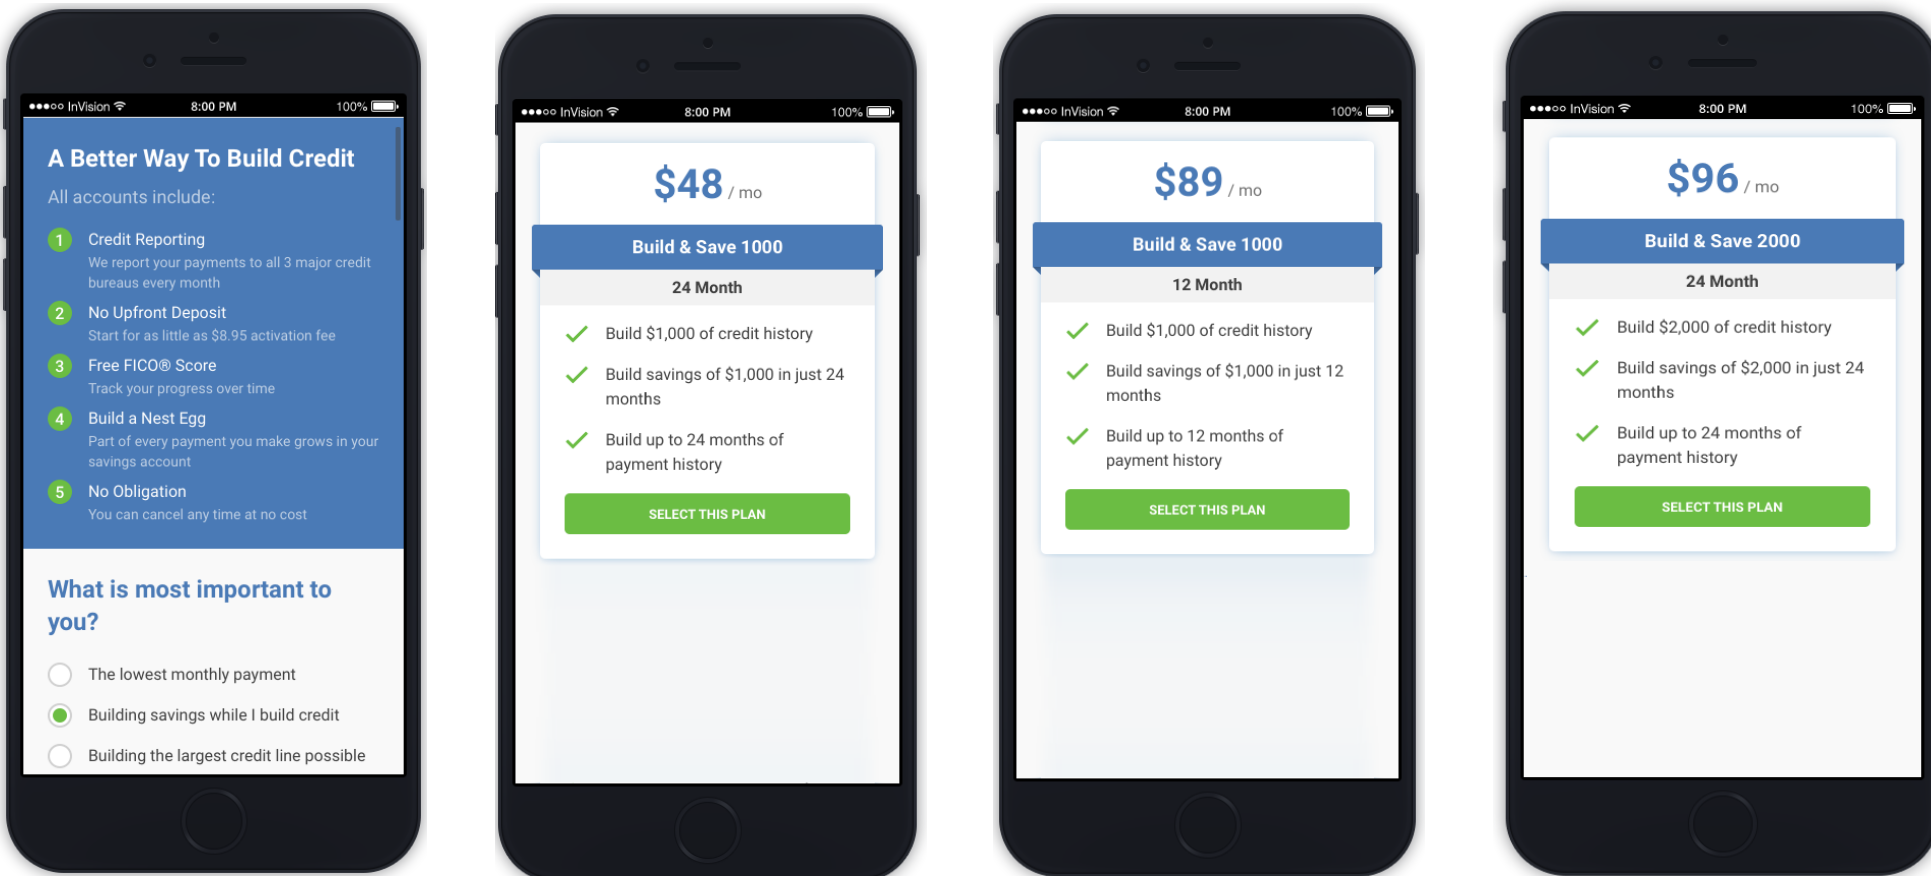 ●●●○○ InVision 8:00 PM 100%
A Better Way To Build Credit
All accounts include:
1 Credit Reporting
We report your payments to all 3 major credit
bureaus every month
2 No Upfront Deposit
Start for as little as $8.95 activation fee
3 Free FICO® Score
Track your progress over time
4 Build a Nest Egg
Part of every payment you make grows in your
savings account
5 No Obligation
You can cancel any time at no cost
What is most important to
you?
The lowest monthly payment
Building savings while I build credit
Building the largest credit line possible
●●●○○ InVision 8:00 PM 100%
$48 / mo
Build & Save 1000
24 Month
Build $1,000 of credit history
Build savings of $1,000 in just 24
months
Build up to 24 months of
payment history
SELECT THIS PLAN
●●●○○ InVision 8:00 PM 100%
$89 / mo
Build & Save 1000
12 Month
Build $1,000 of credit history
Build savings of $1,000 in just 12
months
Build up to 12 months of
payment history
SELECT THIS PLAN
●●●○○ InVision 8:00 PM 100%
$96 / mo
Build & Save 2000
24 Month
Build $2,000 of credit history
Build savings of $2,000 in just 24
months
Build up to 24 months of
payment history
SELECT THIS PLAN